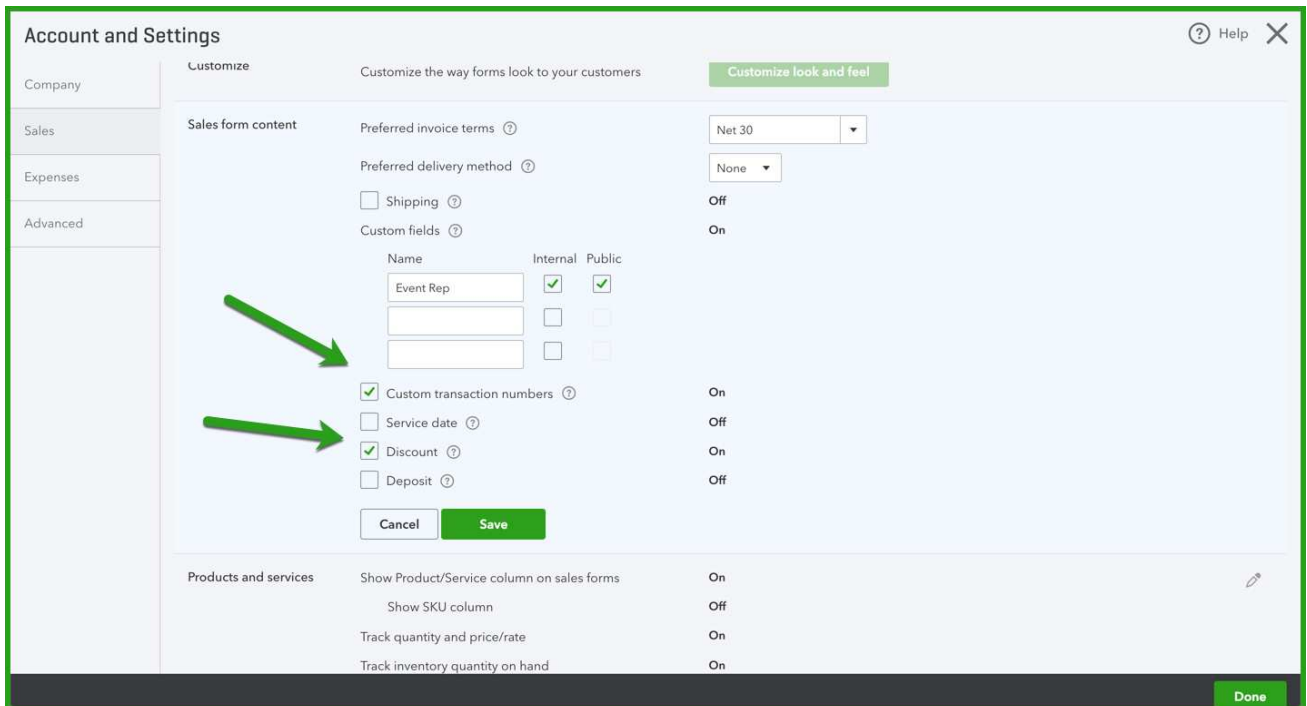 Account and Settings
Help
Company
Sales
Expenses
Advanced
Customize
Customize the way forms look to your customers
Customize look and feel
Sales form content
Preferred invoice terms ?
Net 30
Preferred delivery method ?
None
Shipping ?
Off
Custom fields ?
On
Name Internal Public
Event Rep
Custom transaction numbers ?
On
Service date ?
Off
Discount ?
On
Deposit ?
Off
Cancel
Save
Products and services
Show Product/Service column on sales forms
On
Show SKU column
Off
Track quantity and price/rate
On
Track inventory quantity on hand
On
Done